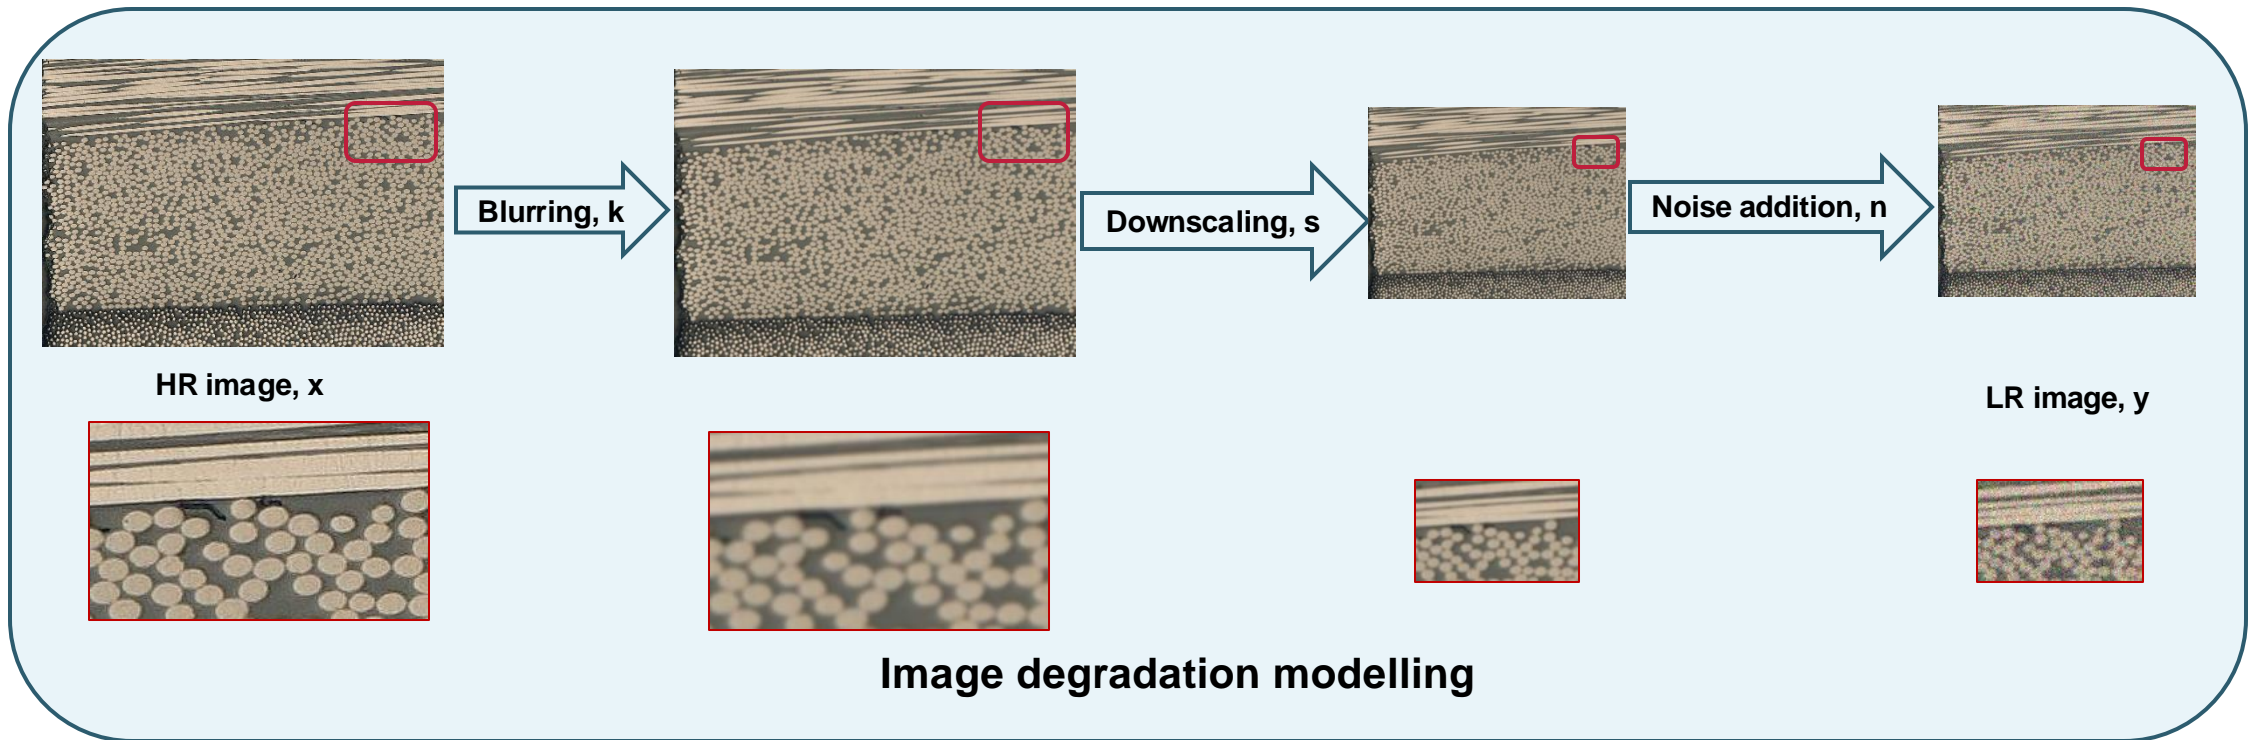 Blurring, k
Downscaling, s
Noise addition, n
HR image, x
LR image, y
Image degradation modelling